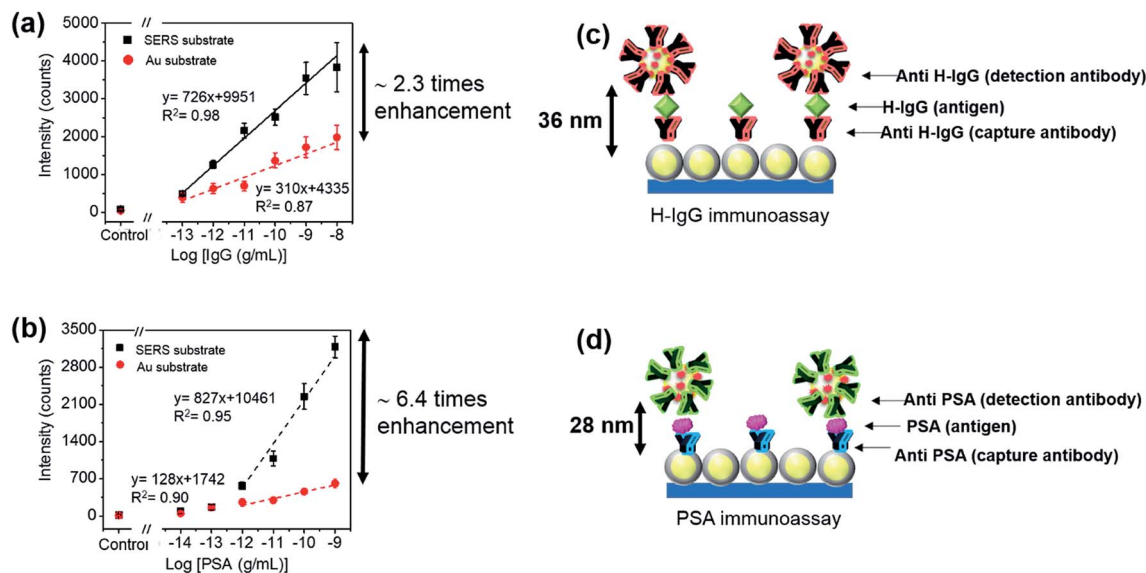 (a)
5000
4000
3000
2000
1000
0
Intensity (counts)
//
SERS substrate
Au substrate
y= 726x+9951
R2= 0.98
y= 310x+4335
R2= 0.87
~ 2.3 times
enhancement
//
Control
-13
-12
-11
-10
-9
-8
Log [IgG (g/mL)]
(c)
36 nm
Anti H-IgG (detection antibody)
H-IgG (antigen)
Anti H-IgG (capture antibody)
H-IgG immunoassay
(b)
3500
2800
2100
1400
700
0
Intensity (counts)
//
SERS substrate
Au substrate
y= 827x+10461
R2= 0.95
y= 128x+1742
R2= 0.90
~ 6.4 times
enhancement
//
Control
-14
-13
-12
-11
-10
-9
Log [PSA (g/mL)]
(d)
28 nm
Anti PSA (detection antibody)
PSA (antigen)
Anti PSA (capture antibody)
PSA immunoassay